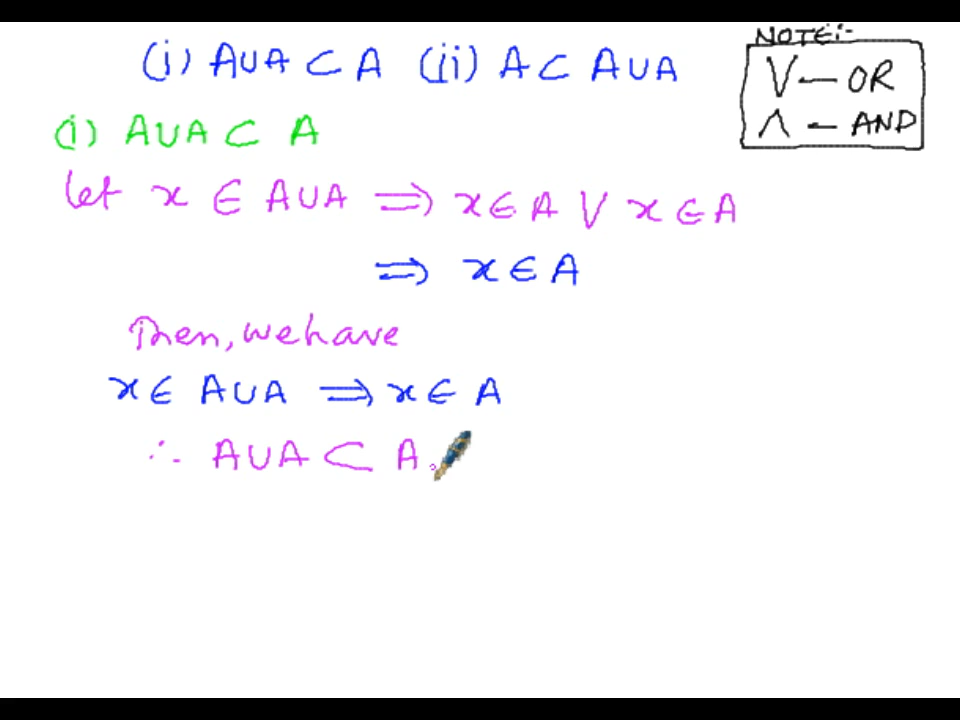 NOTE:-
(i) A∪A ⊂ A (ii) A ⊂ A∪A
V — OR
Λ — AND
(i) A∪A ⊂ A
let x ∈ A∪A ⇒ x∈A V x∈A
⇒ x∈A
Then, we have
x∈ A∪A ⇒ x∈ A
∴ A∪A ⊂ A.